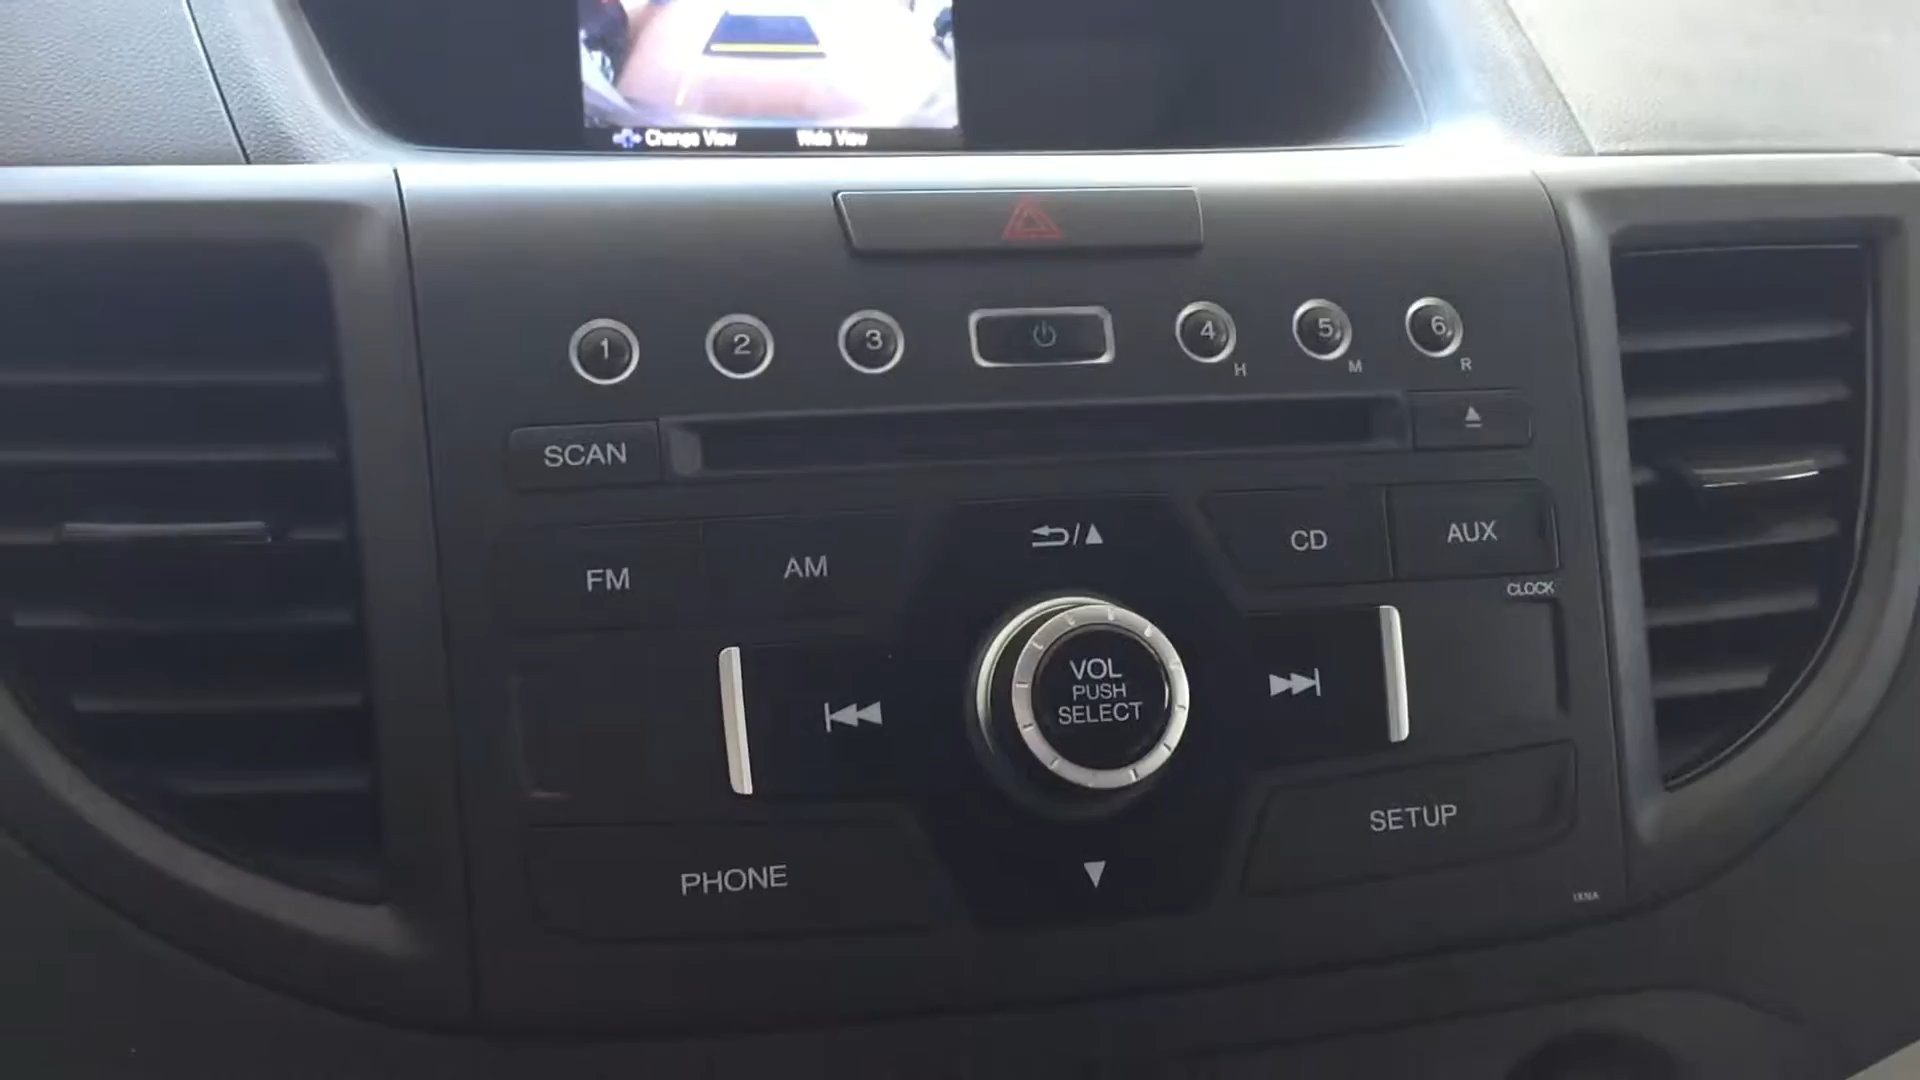 Change View Wide View
1 2 3 4 5 6
H M R
SCAN
FM AM CD AUX
CLOCK
VOL
PUSH
SELECT
SETUP
PHONE